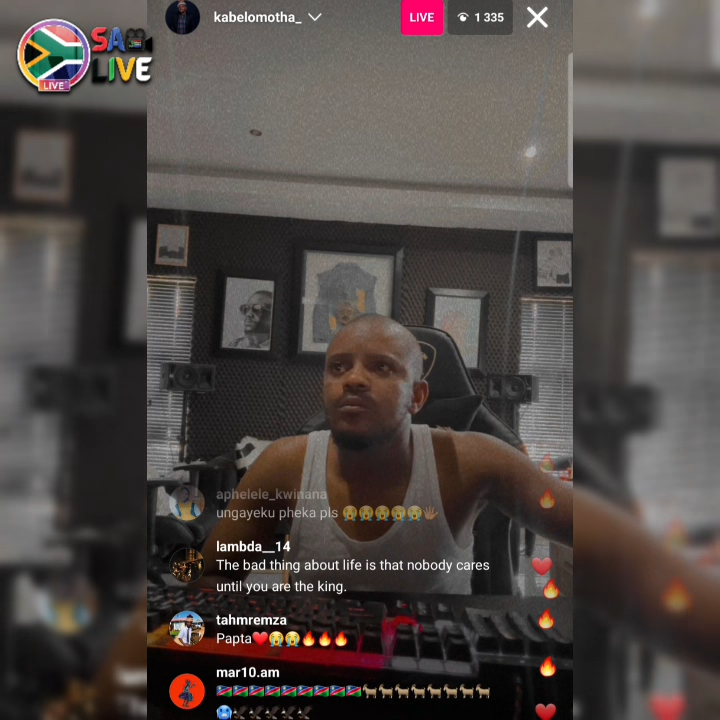 kabelomotha_
LIVE
1 335
SA
LIVE
LIVE
aphelele_kwinana
ungayeku pheka pls 😭😭😭😭😭🖐🏽
lambda__14
The bad thing about life is that nobody cares
until you are the king.
tahmremza
Papta❤️😭😭🔥🔥🔥
mar10.am
🇳🇦🇳🇦🇳🇦🇳🇦🇳🇦🇳🇦🇳🇦🇳🇦🇳🇦🐐🐐🐐🐐🐐🐐🐐🐐